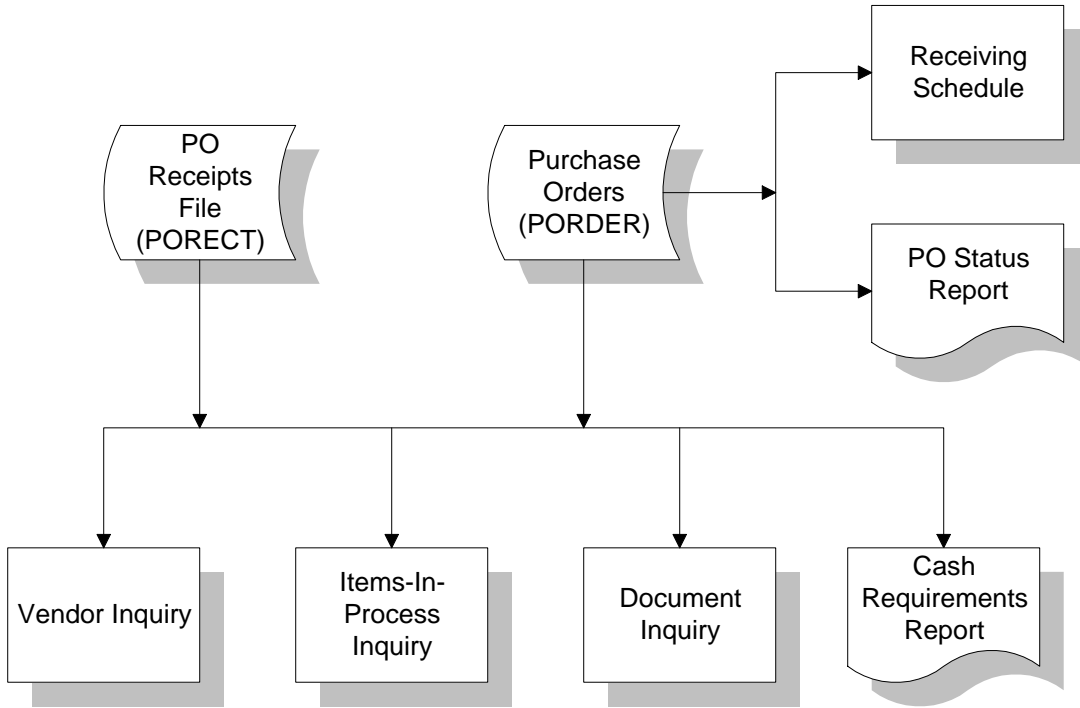 Receiving
Schedule
PO
Receipts
File
(PORECT)
Purchase
Orders
(PORDER)
PO Status
Report
Vendor Inquiry
Items-In-
Process
Inquiry
Document
Inquiry
Cash
Requirements
Report